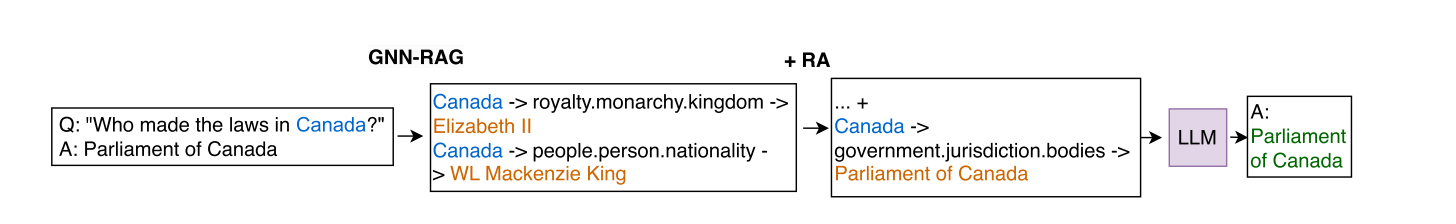 GNN-RAG
+ RA
Q: "Who made the laws in Canada?"
A: Parliament of Canada
Canada -> royalty.monarchy.kingdom ->
Elizabeth II
Canada -> people.person.nationality -
> WL Mackenzie King
... +
Canada ->
government.jurisdiction.bodies ->
Parliament of Canada
LLM
A:
Parliament
of Canada